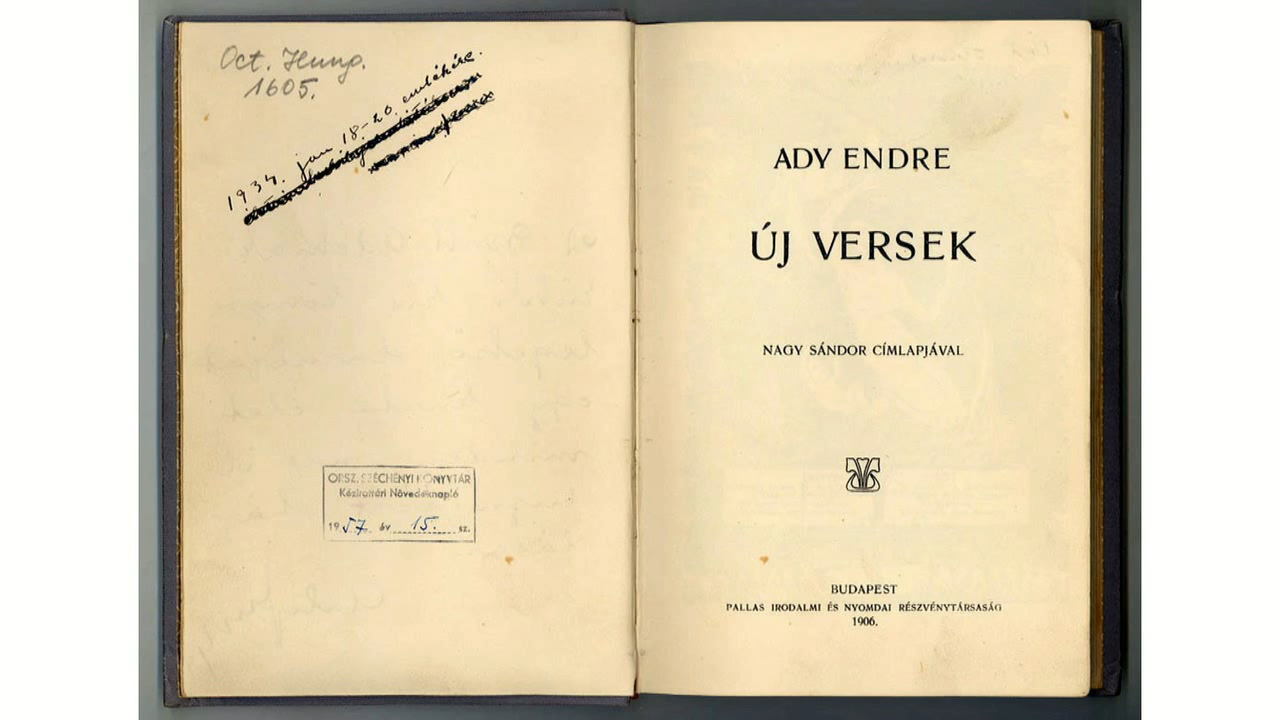 Oct. Hung.
1605.
1934. jan 18-20. emlékére.
ORSZ. SZÉCHÉNYI KÖNYVTÁR
Kézirattári Növedéknapló
1957. év 15. sz.
ADY ENDRE
ÚJ VERSEK
NAGY SÁNDOR CÍMLAPJÁVAL
BUDAPEST
PALLAS IRODALMI ÉS NYOMDAI RÉSZVÉNYTÁRSASÁG
1906.